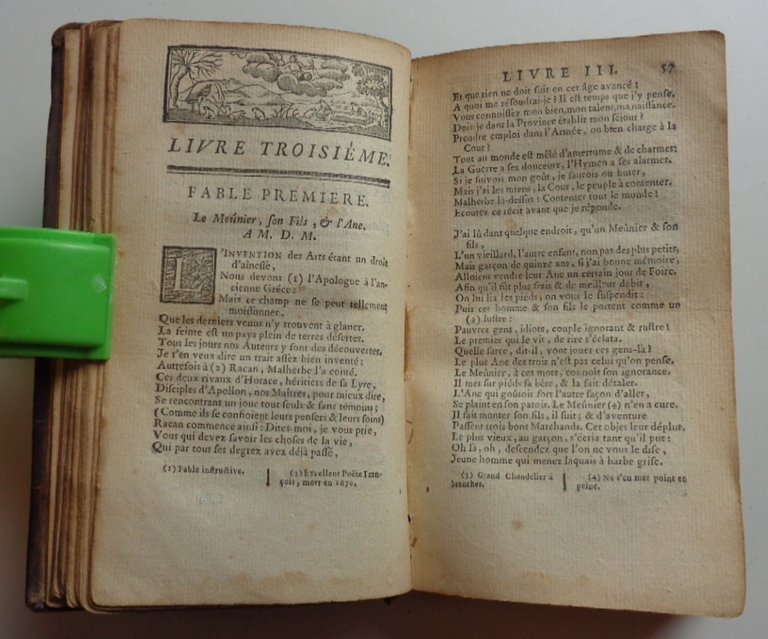 LIVRE TROISIÉME.
FABLE PREMIERE.
Le Meûnier, son Fils, & l'Ane.
A M. D. M.
L'INVENTION des Arts étant un droit
d'aînesse,
Nous devons (1) l'Apologue à l'an-
cienne Gréce:
Mais ce champ ne se peut tellement
moissonner,
Que les derniers venus n'y trouvent à glaner.
La feinte est un pays plein de terres désertes.
Tous les jours nos Auteurs y font des découvertes.
Je t'en veux dire un trait assez bien inventé:
Autrefois à (2) Racan, Malherbe l'a conté.
Ces deux rivaux d'Horace, héritiers de sa Lyre,
Disciples d'Apollon, nos Maîtres, pour mieux dire,
Se rencontrant un jour tout seuls & sans témoins;
(Comme ils se confioient leurs pensers & leurs soins)
Racan commence ainsi: Dites-moi, je vous prie,
Vous qui devez savoir les choses de la vie,
Qui par tous ses degrez avez déjà passé,
(1) Fable instructive.
(2) Excellent Poëte Fran-
çois, mort en 1670.
LIVRE III. 57
Et que rien ne doit fuir en cet âge avancé;
A quoi me résoudrai-je? Il est temps que j'y pense.
Vous connoissez mon bien, mon talent, ma naissance.
Dois-je dans la Province établir mon séjour?
Prendre emploi dans l'Armée, ou bien charge à la
Cour?
Tout au monde est mêlé d'amertume & de charmes:
La Guerre a ses douceurs, l'Hymen a ses alarmes.
Si je suivois mon goût, je saurois où buter,
Mais j'ai les miens, la Cour, le peuple à contenter.
Malherbe là-dessus: Contenter tout le monde!
Ecoutez ce récit avant que je réponde.
J'ai lû dans quelque endroit, qu'un Meûnier & son
fils,
L'un vieillard, l'autre enfant, non pas des plus petits,
Mais garçon de quinze ans, si j'ai bonne mémoire,
Alloient vendre leur Ane un certain jour de Foire.
Afin qu'il fût plus frais & de meilleur débit,
On lui lia les pieds, on vous le suspendit:
Puis cet homme & son fils le portent comme un
(3) lustre:
Pauvres gens, idiots, couple ignorant & rustre!
Le premier qui le vit, de rire s'éclata.
Quelle farce, dit-il, vont jouer ces gens-là?
Le plus Ane des trois n'est pas celui qu'on pense.
Le Meûnier, à ces mots, connoît son ignorance.
Il met sur pieds sa bête, & la fait détaler.
L'Ane qui goûtoit fort l'autre façon d'aller,
Se plaint en son patois. Le Meûnier (4) n'en a cure.
Il fait monter son fils, il suit; & d'aventure
Passent trois bons Marchands. Cet objet leur déplut.
Le plus vieux, au garçon, s'écria tant qu'il put:
Oh là, oh, descendez que l'on ne vous le dise,
Jeune homme qui menez laquais à barbe grise.
(3) Grand Chandelier à
branches.
(4) Ne s'en met point en
peine.